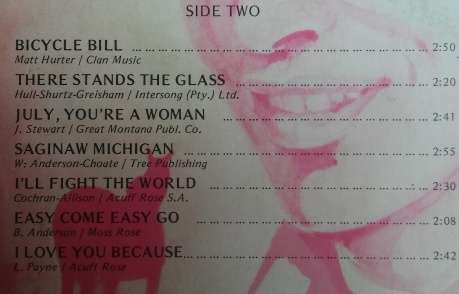 SIDE TWO
BICYCLE BILL ........................................ 2:50
Matt Hurter / Clan Music
THERE STANDS THE GLASS ........................................ 2:20
Hull-Shurtz-Greisham / Intersong (Pty.) Ltd.
JULY, YOU'RE A WOMAN ........................................ 2:41
J. Stewart / Great Montana Publ. Co.
SAGINAW MICHIGAN ........................................ 2:55
W: Anderson-Choate / Tree Publishing
I'LL FIGHT THE WORLD ........................................ 2:30
Cochran-Allison / Acuff Rose S.A.
EASY COME EASY GO ........................................ 2:08
B. Anderson / Moss Rose
I LOVE YOU BECAUSE ........................................ 2:42
L. Payne / Acuff Rose